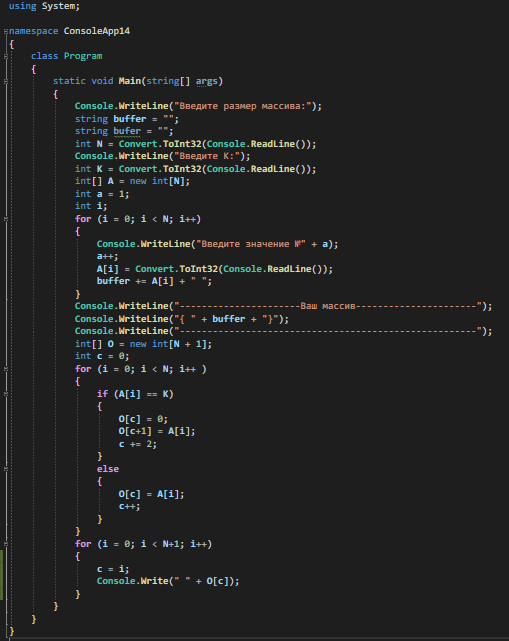 using System;
namespace ConsoleApp14
{
class Program
{
static void Main(string[] args)
{
Console.WriteLine("Введите размер массива:");
string buffer = "";
string bufer = "";
int N = Convert.ToInt32(Console.ReadLine());
Console.WriteLine("Введите K:");
int K = Convert.ToInt32(Console.ReadLine());
int[] A = new int[N];
int a = 1;
int i;
for (i = 0; i < N; i++)
{
Console.WriteLine("Введите значение №" + a);
a++;
A[i] = Convert.ToInt32(Console.ReadLine());
buffer += A[i] + " ";
}
Console.WriteLine("----------------------Ваш массив----------------------");
Console.WriteLine("{ " + buffer + "}");
Console.WriteLine("------------------------------------------------------");
int[] O = new int[N + 1];
int c = 0;
for (i = 0; i < N; i++ )
{
if (A[i] == K)
{
O[c] = 0;
O[c+1] = A[i];
c += 2;
}
else
{
O[c] = A[i];
c++;
}
}
for (i = 0; i < N+1; i++)
{
c = i;
Console.Write(" " + O[c]);
}
}
}
}